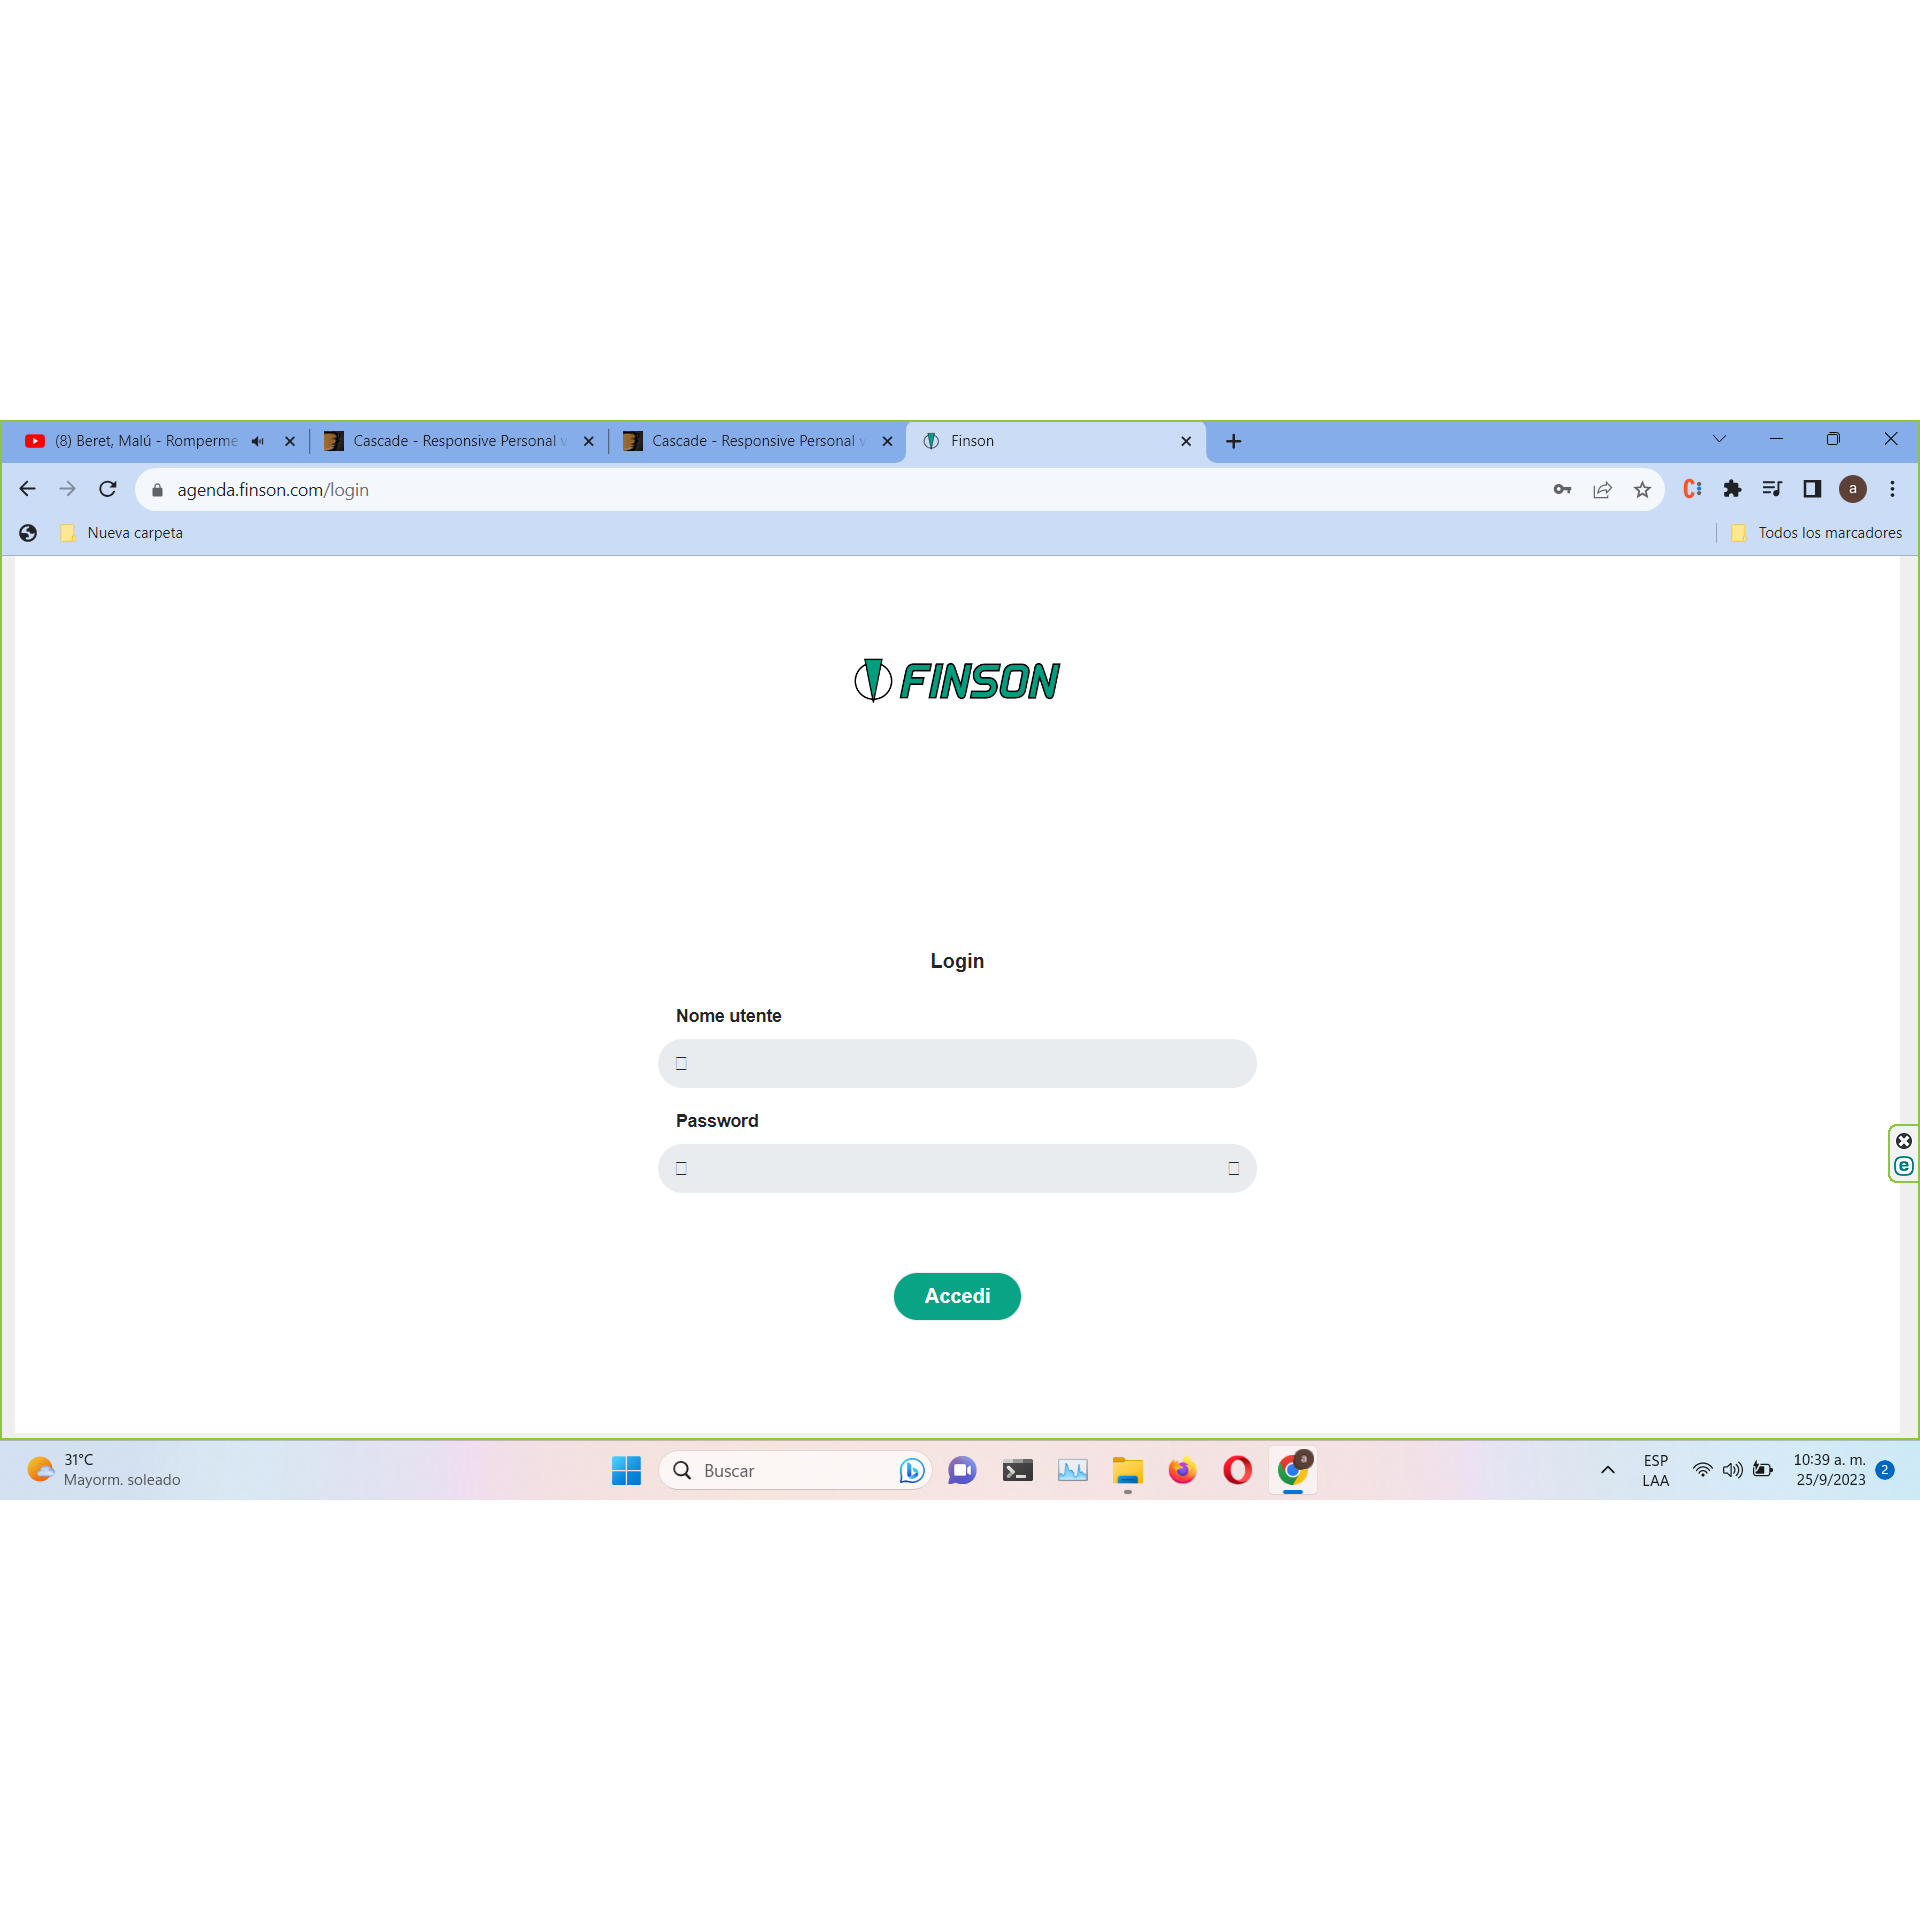 (8) Beret, Malú - Romperme
Cascade - Responsive Personal
Cascade - Responsive Personal
Finson
agenda.finson.com/login
a
Nueva carpeta
Todos los marcadores
FINSON
Login
Nome utente
Password
Accedi
31°C
Mayorm. soleado
Buscar
a
ESP
LAA
10:39 a. m.
25/9/2023
2